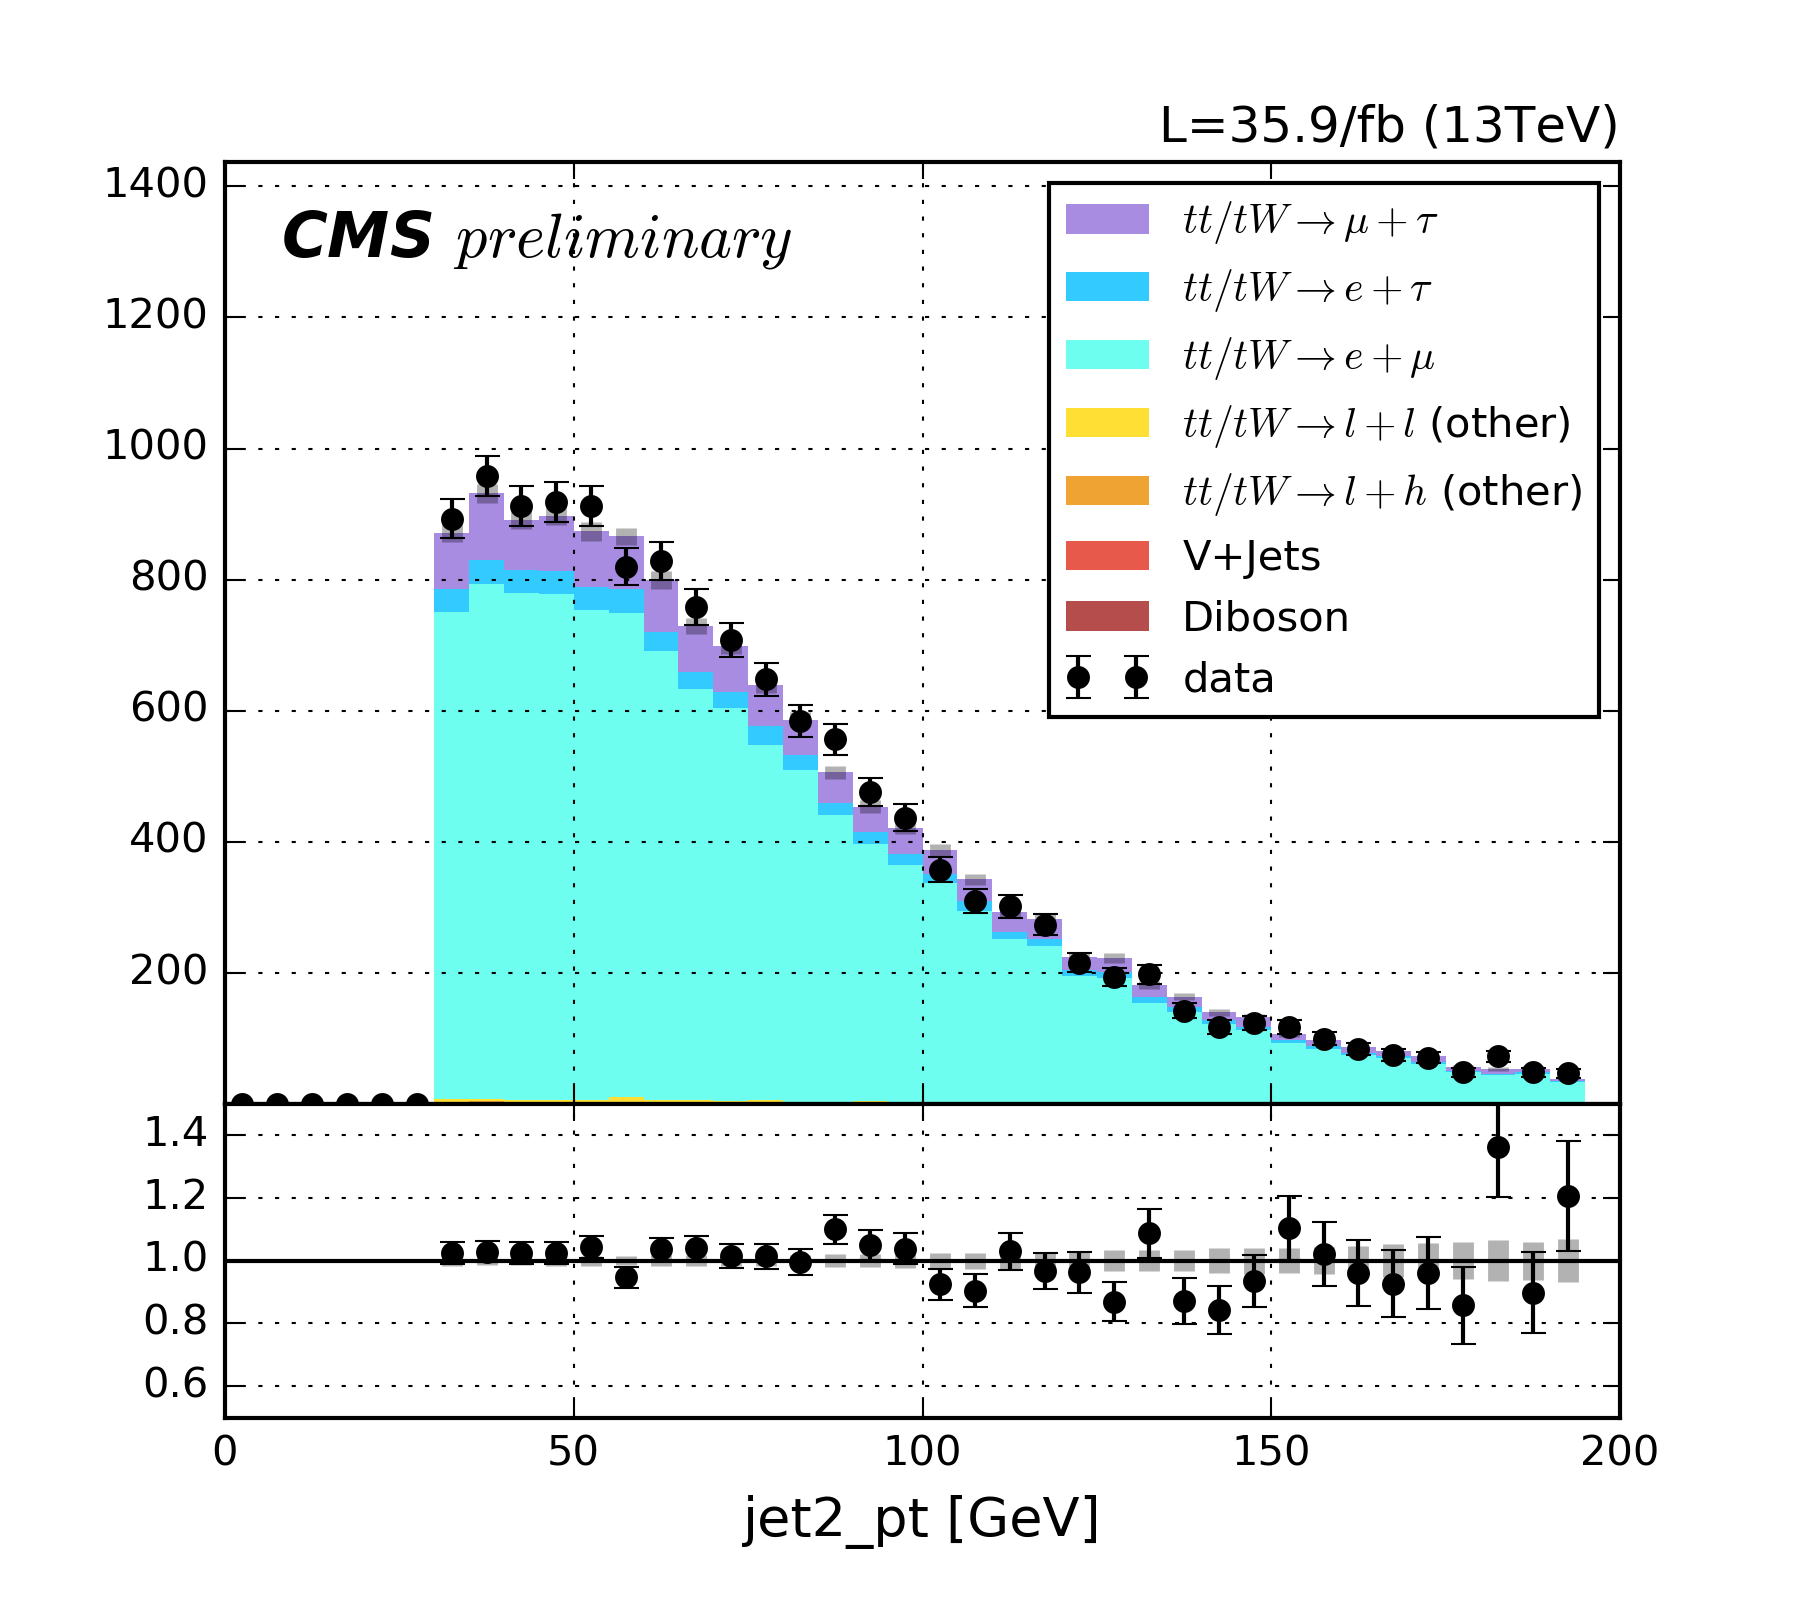 L=35.9/fb (13TeV)
1400
CMS preliminary
1200
1000
800
600
400
200
tt/tW → μ + τ
tt/tW → e + τ
tt/tW → e + μ
tt/tW → l + l (other)
tt/tW → l + h (other)
V+Jets
Diboson
data
1.4
1.2
1.0
0.8
0.6
0 50 100 150 200
jet2_pt [GeV]